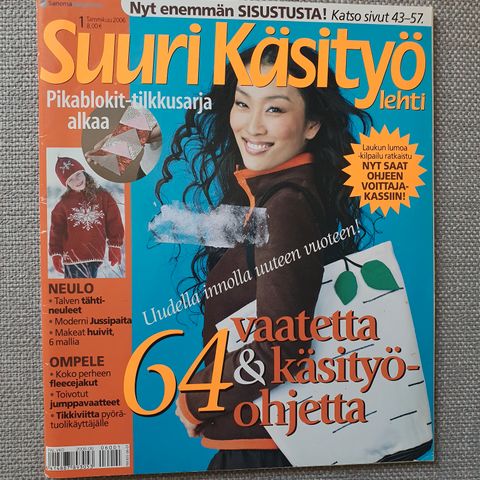 Sanoma
Nyt enemmän SISUSTUSTA! Katso sivut 43–57.
1 Tammikuu 2006
8,00 €
Suuri Käsityö
lehti
Pikablokit-tilkkusarja
alkaa
Laukun lumoa
-kilpailu ratkaistu
NYT SAAT
OHJEEN
VOITTAJA-
KASSIIN!
Uudella innolla uuteen vuoteen!
NEULO
• Talven tähti-
neuleet
• Moderni Jussipaita
• Makeat huivit,
6 mallia
OMPELE
• Koko perheen
fleecejakut
• Toivotut
jumppavaatteet
• Tikkiviitta pyörä-
tuolikäyttäjälle
64 vaatetta
& käsityö-
ohjetta
06001